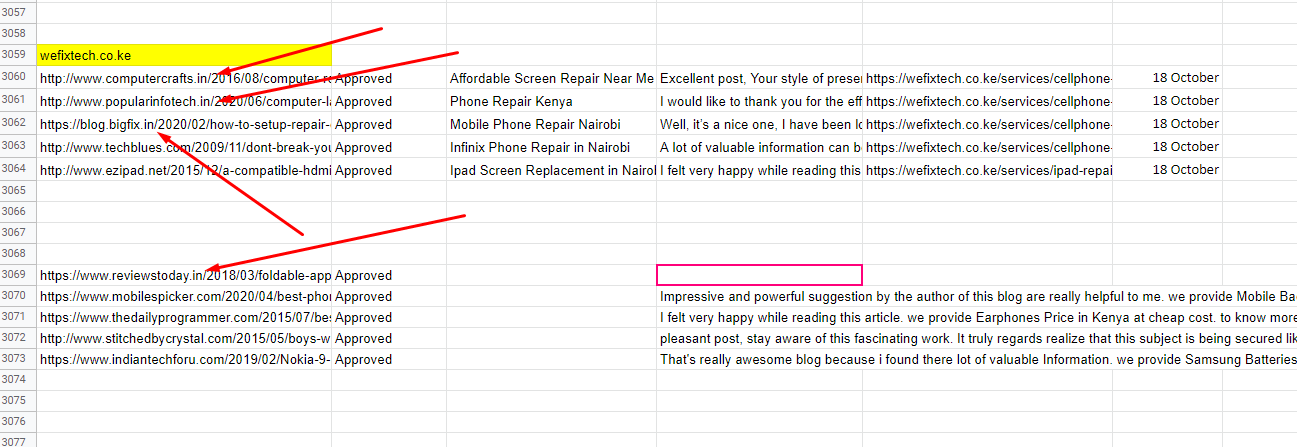 3057
3058
3059 wefixtech.co.ke
3060 http://www.computercrafts.in/2016/08/computer-r Approved Affordable Screen Repair Near Me Excellent post, Your style of preser https://wefixtech.co.ke/services/cellphone- 18 October
3061 http://www.popularinfotech.in/2020/06/computer-la Approved Phone Repair Kenya I would like to thank you for the eff https://wefixtech.co.ke/services/cellphone- 18 October
3062 https://blog.bigfix.in/2020/02/how-to-setup-repair- Approved Mobile Phone Repair Nairobi Well, it's a nice one, I have been lo https://wefixtech.co.ke/services/cellphone- 18 October
3063 http://www.techblues.com/2009/11/dont-break-you Approved Infinix Phone Repair in Nairobi A lot of valuable information can b https://wefixtech.co.ke/services/cellphone- 18 October
3064 http://www.ezipad.net/2015/12/a-compatible-hdmi Approved Ipad Screen Replacement in Nairol I felt very happy while reading this https://wefixtech.co.ke/services/ipad-repai 18 October
3065
3066
3067
3068
3069 https://www.reviewstoday.in/2018/03/foldable-app Approved
3070 https://www.mobilespicker.com/2020/04/best-pho Approved Impressive and powerful suggestion by the author of this blog are really helpful to me. we provide Mobile Ba
3071 https://www.thedailyprogrammer.com/2015/07/bes Approved I felt very happy while reading this article. we provide Earphones Price in Kenya at cheap cost. to know more
3072 http://www.stitchedbycrystal.com/2015/05/boys-w Approved pleasant post, stay aware of this fascinating work. It truly regards realize that this subject is being secured lik
3073 https://www.indiantechforu.com/2019/02/Nokia-9- Approved That's really awesome blog because i found there lot of valuable Information. we provide Samsung Batteries
3074
3075
3076
3077